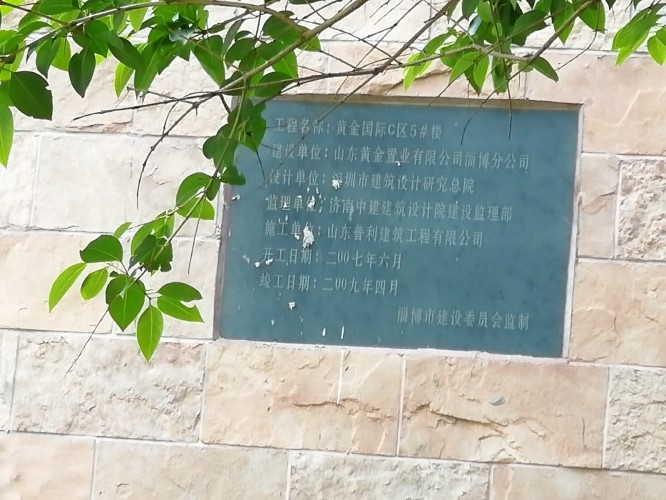 工程名称：黄金国际C区5#楼
建设单位：山东黄金置业有限公司淄博分公司
设计单位：深圳市建筑设计研究总院
监理单位：济南中建建筑设计院建设监理部
施工单位：山东普利建筑工程有限公司
开工日期：二00七年六月
竣工日期：二00九年四月
淄博市建设委员会监制